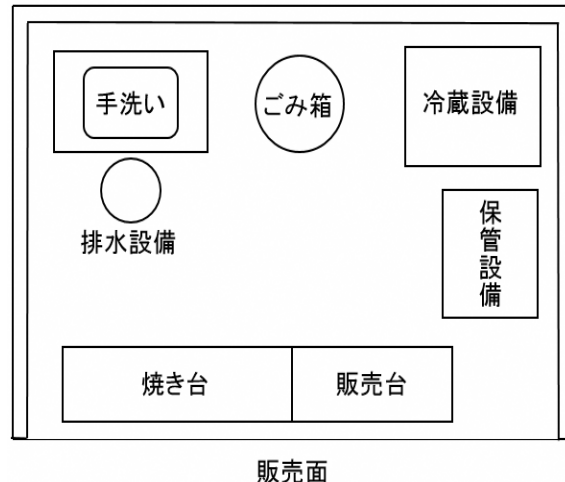 手洗い
ごみ箱
冷蔵設備
排水設備
保管設備
焼き台
販売台
販売面